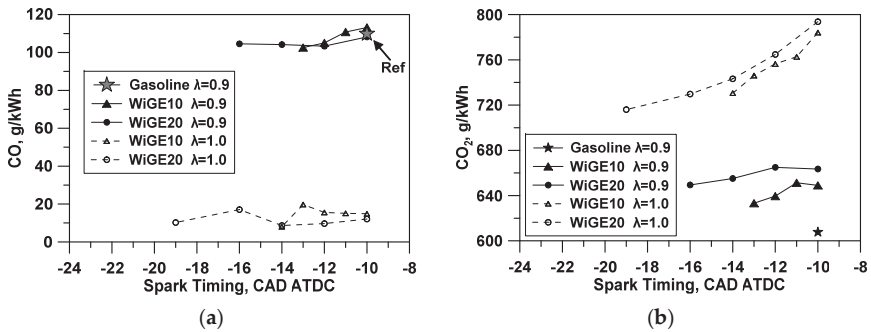 120
100
80
60
40
20
0
CO, g/kWh
Ref
Gasoline λ=0.9
WiGE10 λ=0.9
WiGE20 λ=0.9
WiGE10 λ=1.0
WiGE20 λ=1.0
-24 -22 -20 -18 -16 -14 -12 -10 -8
Spark Timing, CAD ATDC
(a)
800
760
720
680
640
600
CO₂, g/kWh
Gasoline λ=0.9
WiGE10 λ=0.9
WiGE20 λ=0.9
WiGE10 λ=1.0
WiGE20 λ=1.0
-24 -22 -20 -18 -16 -14 -12 -10 -8
Spark Timing, CAD ATDC
(b)